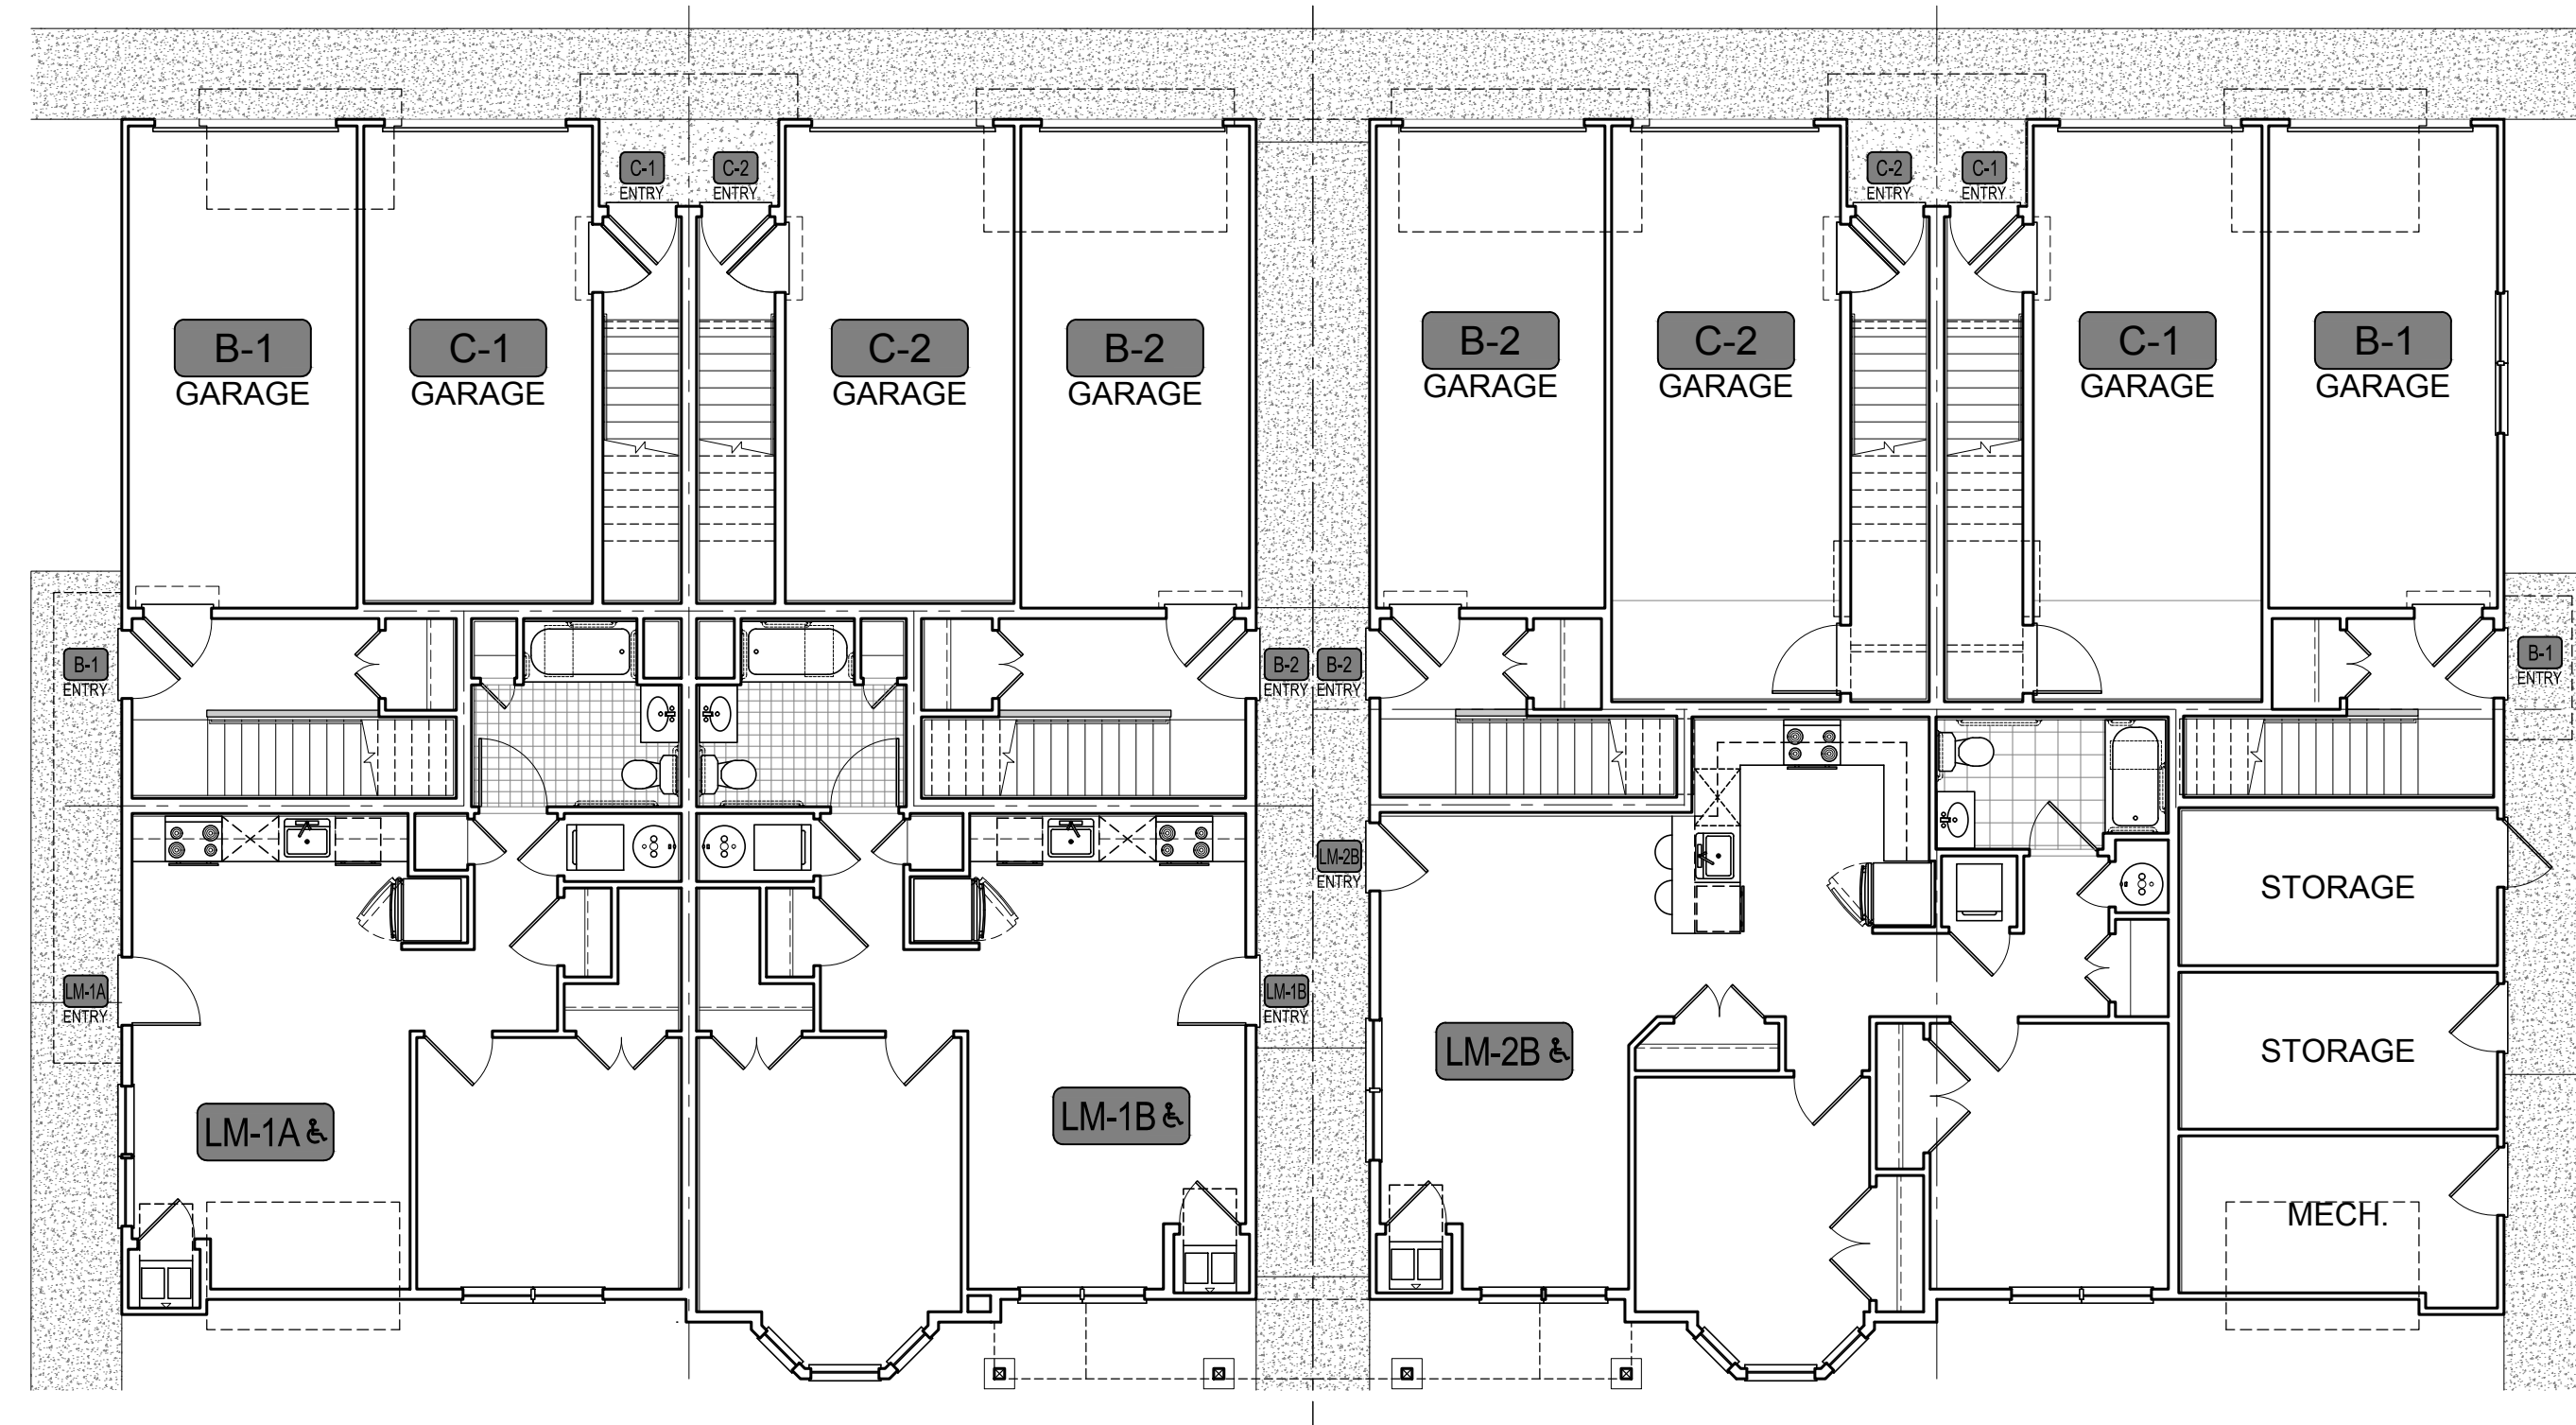 C-1
ENTRY
C-2
ENTRY
C-2
ENTRY
C-1
ENTRY
B-1
GARAGE
C-1
GARAGE
C-2
GARAGE
B-2
GARAGE
B-2
GARAGE
C-2
GARAGE
C-1
GARAGE
B-1
GARAGE
B-1
ENTRY
B-2
ENTRY
B-2
ENTRY
B-1
ENTRY
LM-2B
ENTRY
STORAGE
LM-1A
ENTRY
LM-1B
ENTRY
LM-2B
STORAGE
LM-1A
LM-1B
MECH.